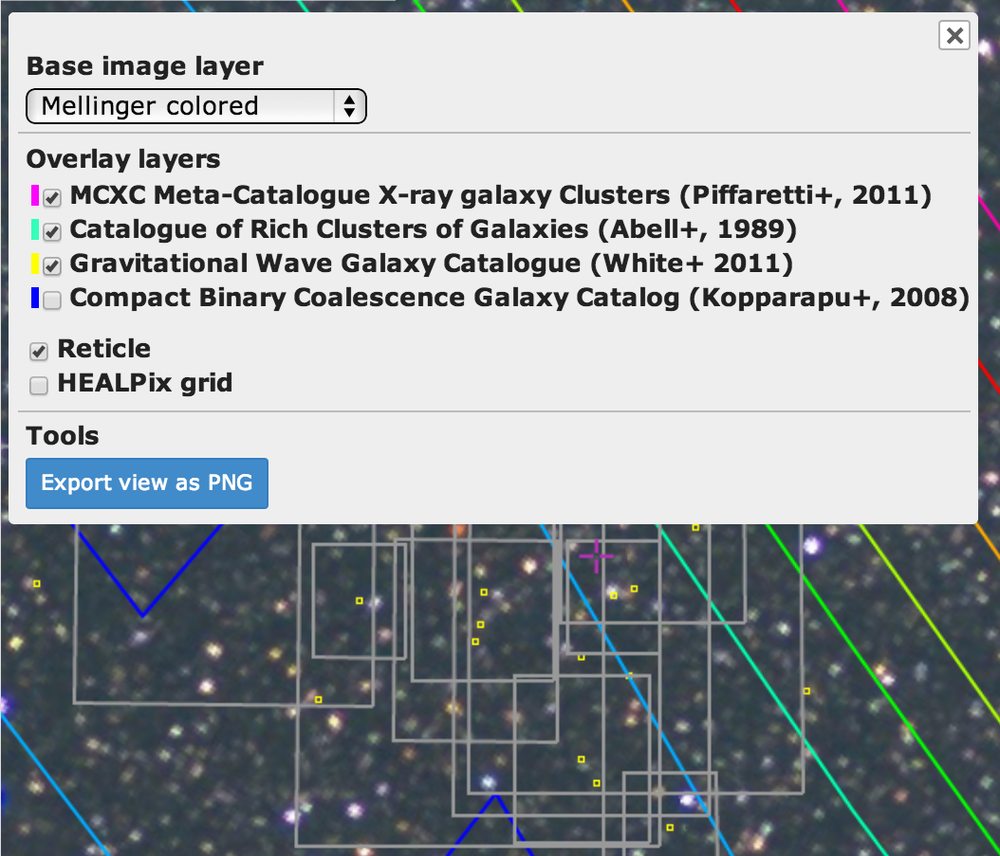 Base image layer
Mellinger colored
Overlay layers
MCXC Meta-Catalogue X-ray galaxy Clusters (Piffaretti+, 2011)
Catalogue of Rich Clusters of Galaxies (Abell+, 1989)
Gravitational Wave Galaxy Catalogue (White+ 2011)
Compact Binary Coalescence Galaxy Catalog (Kopparapu+, 2008)
Reticle
HEALPix grid
Tools
Export view as PNG